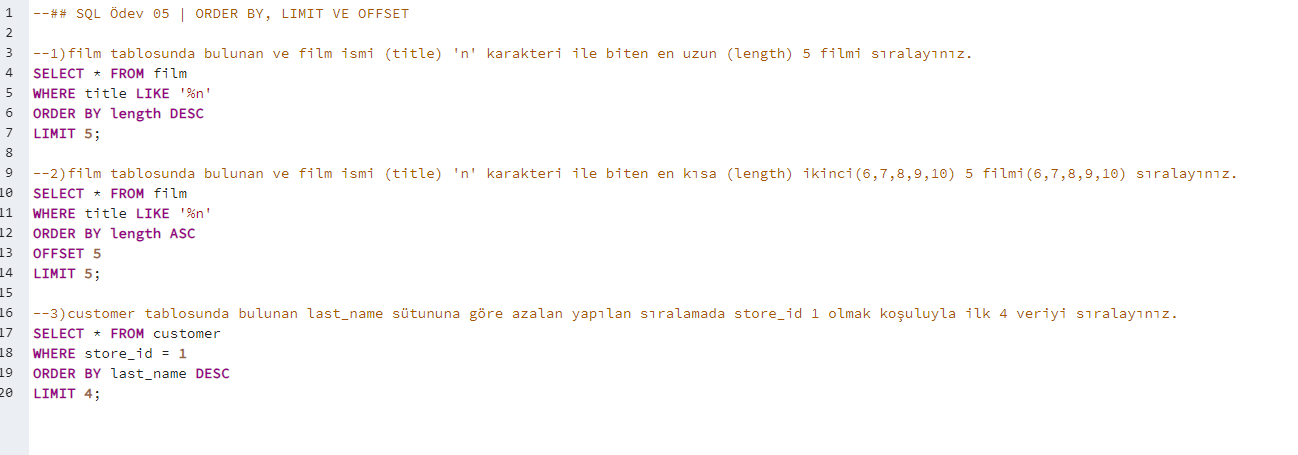 1 --## SQL Ödev 05 | ORDER BY, LIMIT VE OFFSET
2
3 --1)film tablosunda bulunan ve film ismi (title) 'n' karakteri ile biten en uzun (length) 5 filmi sıralayınız.
4 SELECT * FROM film
5 WHERE title LIKE '%n'
6 ORDER BY length DESC
7 LIMIT 5;
8
9 --2)film tablosunda bulunan ve film ismi (title) 'n' karakteri ile biten en kısa (length) ikinci(6,7,8,9,10) 5 filmi(6,7,8,9,10) sıralayınız.
10 SELECT * FROM film
11 WHERE title LIKE '%n'
12 ORDER BY length ASC
13 OFFSET 5
14 LIMIT 5;
15
16 --3)customer tablosunda bulunan last_name sütununa göre azalan yapılan sıralamada store_id 1 olmak koşuluyla ilk 4 veriyi sıralayınız.
17 SELECT * FROM customer
18 WHERE store_id = 1
19 ORDER BY last_name DESC
20 LIMIT 4;